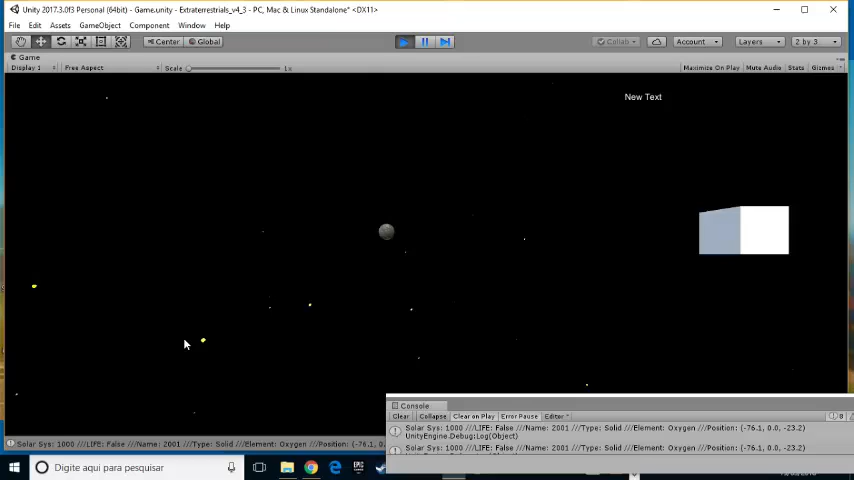 Unity 2017.3.0f3 Personal (64bit) - Game.unity - Extraterrestrials_v4_3 - PC, Mac & Linux Standalone* <DX11>
File Edit Assets GameObject Component Window Help
Center Global Collab Account Layers 2 by 3
Game
Display 1 Free Aspect Scale 1x Maximize On Play Mute Audio Stats Gizmos
New Text
Console
Clear Collapse Clear on Play Error Pause Editor
Solar Sys: 1000 ///LIFE: False ///Name: 2001 ///Type: Solid ///Element: Oxygen ///Position: (-76.1, 0.0, -23.2)
UnityEngine.Debug:Log(Object)
Solar Sys: 1000 ///LIFE: False ///Name: 2001 ///Type: Solid ///Element: Oxygen ///Position: (-76.1, 0.0, -23.2)
Solar Sys: 1000 ///LIFE: False ///Name: 2001 ///Type: Solid ///Element: Oxygen ///Position: (-76.1, 0.0, -23.2)
Digite aqui para pesquisar
EPIC